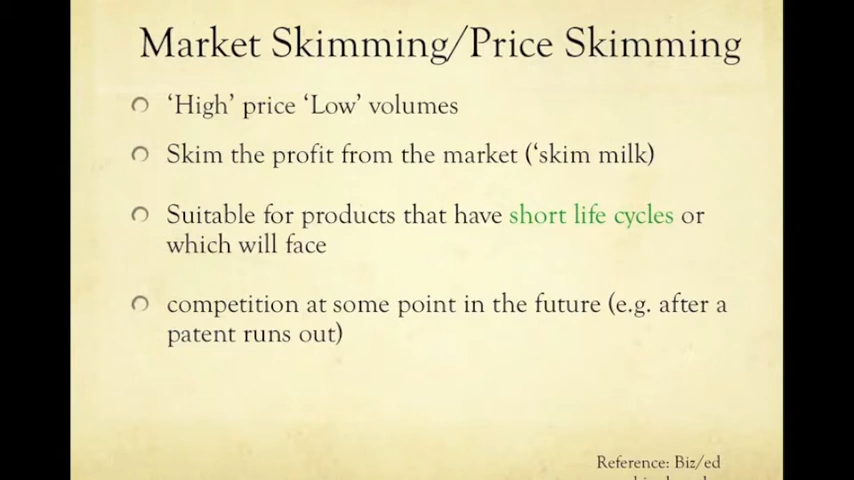 Market Skimming/Price Skimming
‘High’ price ‘Low’ volumes
Skim the profit from the market (‘skim milk)
Suitable for products that have short life cycles or
which will face
competition at some point in the future (e.g. after a
patent runs out)
Reference: Biz/ed